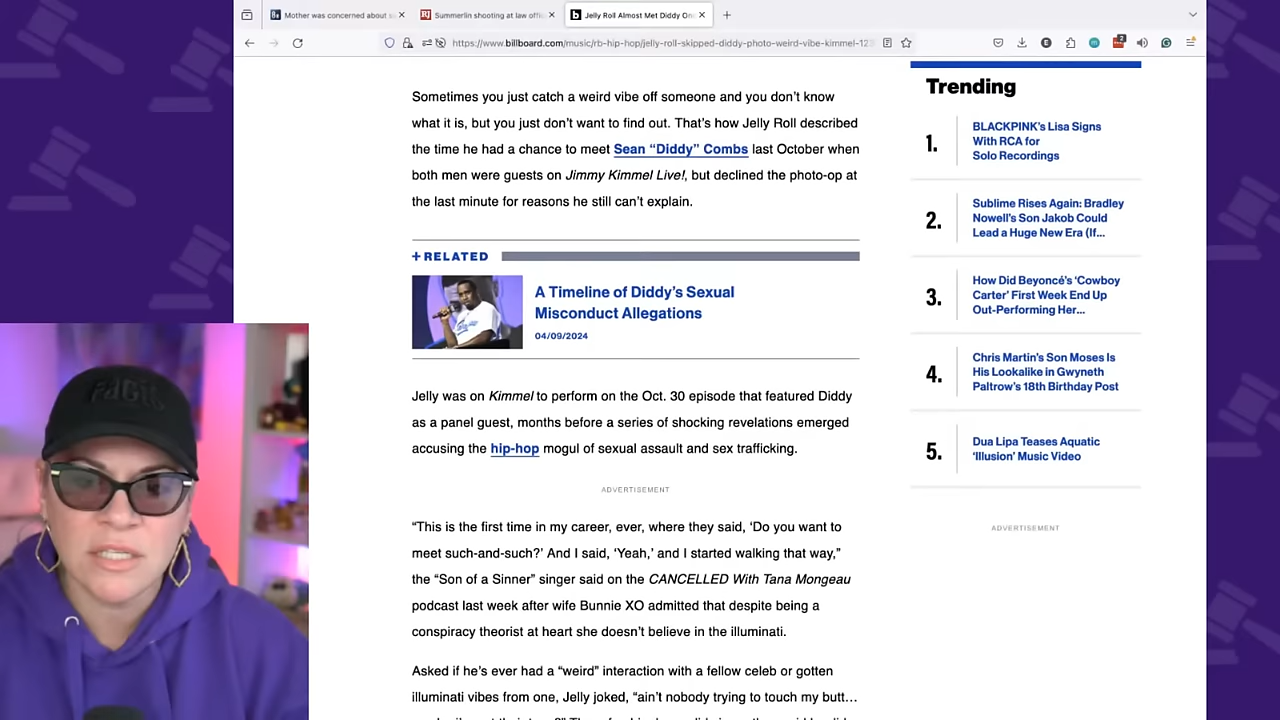 Mother was concerned about s
Summerlin shooting at law offi
Jelly Roll Almost Met Diddy On
https://www.billboard.com/music/rb-hip-hop/jelly-roll-skipped-diddy-photo-weird-vibe-kimmel-123
Sometimes you just catch a weird vibe off someone and you don't know
what it is, but you just don't want to find out. That's how Jelly Roll described
the time he had a chance to meet Sean "Diddy" Combs last October when
both men were guests on Jimmy Kimmel Live!, but declined the photo-op at
the last minute for reasons he still can't explain.
+RELATED
A Timeline of Diddy's Sexual
Misconduct Allegations
04/09/2024
Jelly was on Kimmel to perform on the Oct. 30 episode that featured Diddy
as a panel guest, months before a series of shocking revelations emerged
accusing the hip-hop mogul of sexual assault and sex trafficking.
ADVERTISEMENT
"This is the first time in my career, ever, where they said, 'Do you want to
meet such-and-such?' And I said, 'Yeah,' and I started walking that way,"
the "Son of a Sinner" singer said on the CANCELLED With Tana Mongeau
podcast last week after wife Bunnie XO admitted that despite being a
conspiracy theorist at heart she doesn't believe in the illuminati.
Asked if he's ever had a "weird" interaction with a fellow celeb or gotten
illuminati vibes from one, Jelly joked, "ain't nobody trying to touch my butt…
Trending
1. BLACKPINK's Lisa Signs
With RCA for
Solo Recordings
2. Sublime Rises Again: Bradley
Nowell's Son Jakob Could
Lead a Huge New Era (If...
3. How Did Beyoncé's 'Cowboy
Carter' First Week End Up
Out-Performing Her...
4. Chris Martin's Son Moses Is
His Lookalike in Gwyneth
Paltrow's 18th Birthday Post
5. Dua Lipa Teases Aquatic
'Illusion' Music Video
ADVERTISEMENT